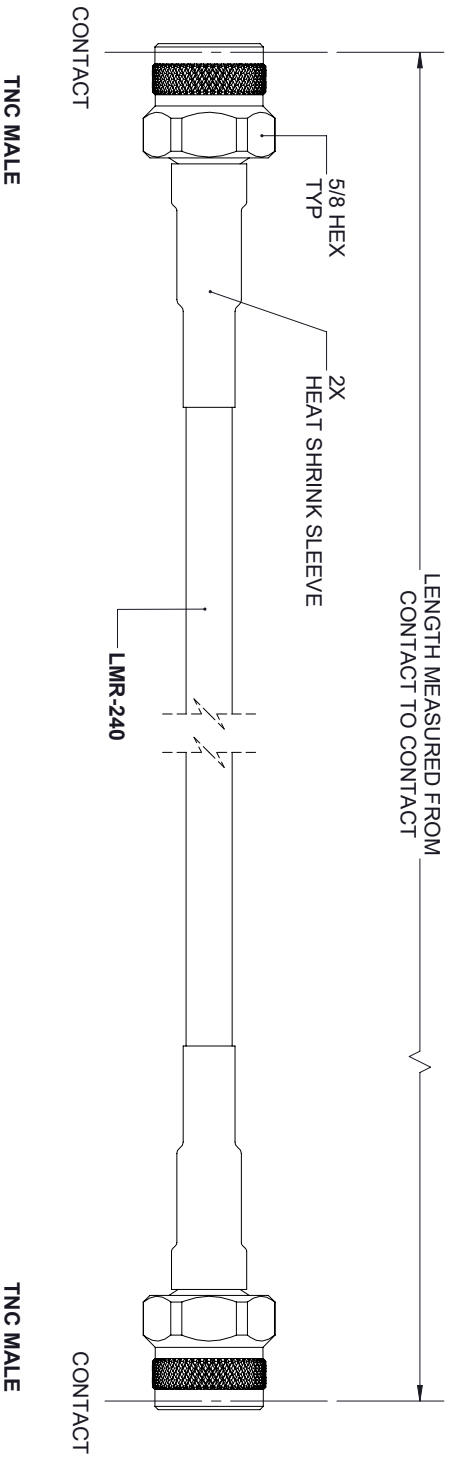 LENGTH MEASURED FROM
CONTACT TO CONTACT
5/8 HEX
TYP
2X
HEAT SHRINK SLEEVE
LMR-240
CONTACT
CONTACT
TNC MALE
TNC MALE